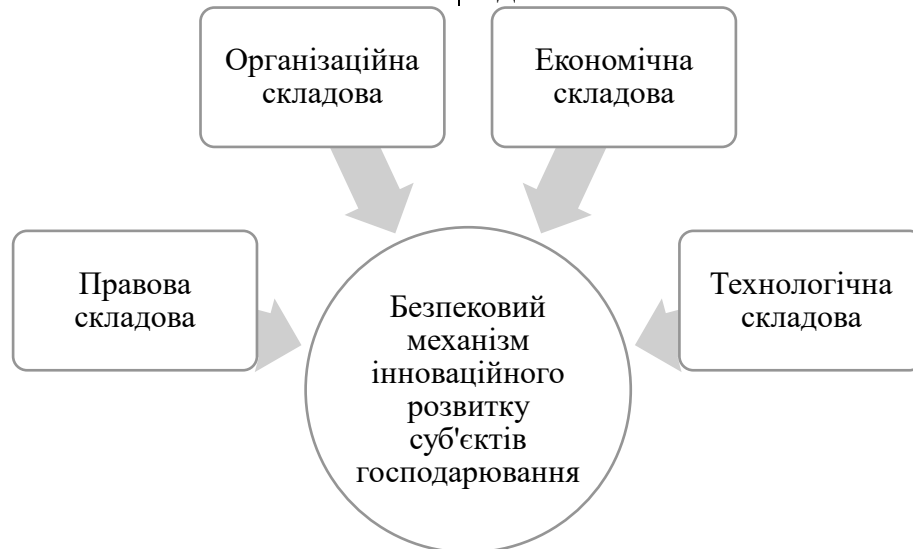 Організаційна
складова
Економічна
складова
Правова
складова
Технологічна
складова
Безпековий
механізм
інноваційного
розвитку
суб'єктів
господарювання